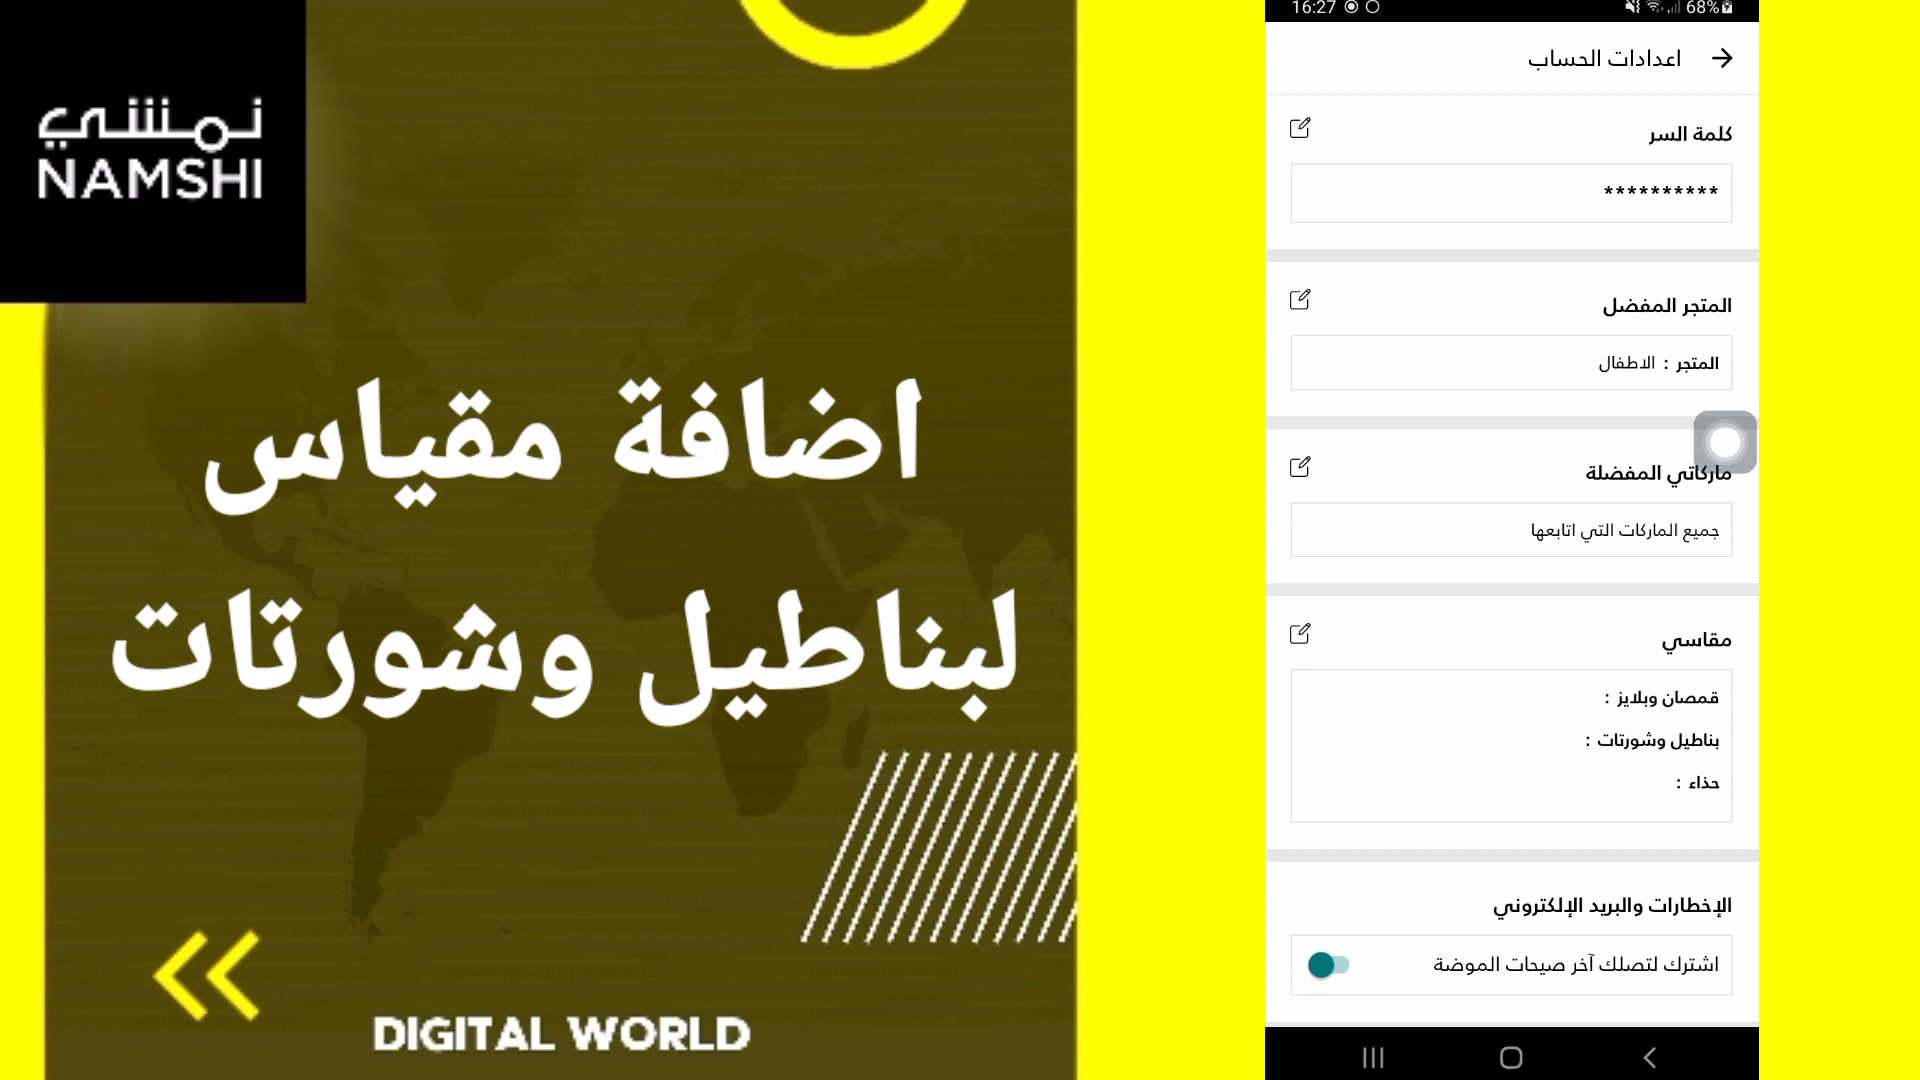 نمشي
NAMSHI
اضافة مقياس
لبناطيل وشورتات
DIGITAL WORLD
16:27
68%
اعدادات الحساب
كلمة السر
**********
المتجر المفضل
المتجر : الاطفال
ماركاتي المفضلة
جميع الماركات التي اتابعها
مقاسي
قمصان وبلايز :
بناطيل وشورتات :
حذاء :
الإخطارات والبريد الإلكتروني
اشترك لتصلك آخر صيحات الموضة